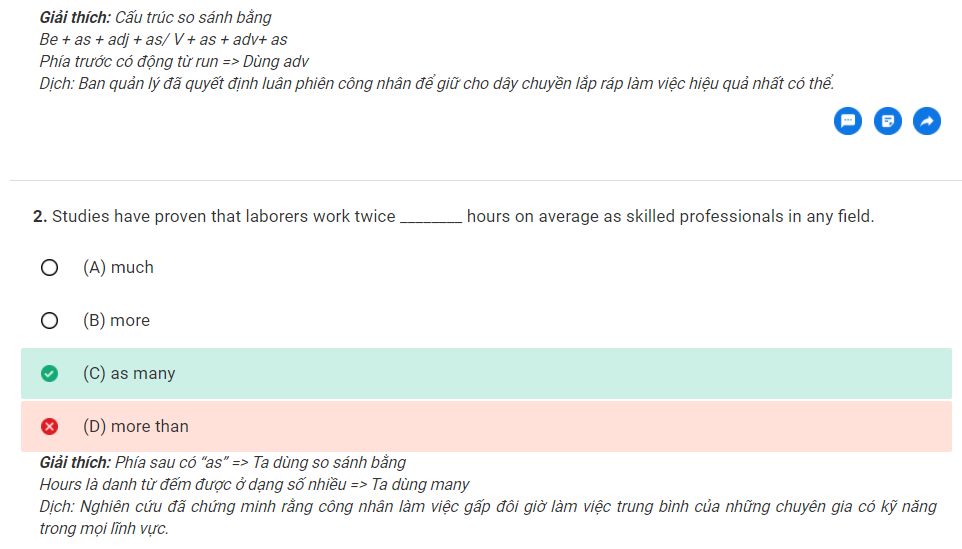 Giải thích: Cấu trúc so sánh bằng
Be + as + adj + as/ V + as + adv+ as
Phía trước có động từ run => Dùng adv
Dịch: Ban quản lý đã quyết định luân phiên công nhân để giữ cho dây chuyền lắp ráp làm việc hiệu quả nhất có thể.
2. Studies have proven that laborers work twice ________ hours on average as skilled professionals in any field.
(A) much
(B) more
(C) as many
(D) more than
Giải thích: Phía sau có “as” => Ta dùng so sánh bằng
Hours là danh từ đếm được ở dạng số nhiều => Ta dùng many
Dịch: Nghiên cứu đã chứng minh rằng công nhân làm việc gấp đôi giờ làm việc trung bình của những chuyên gia có kỹ năng
trong mọi lĩnh vực.